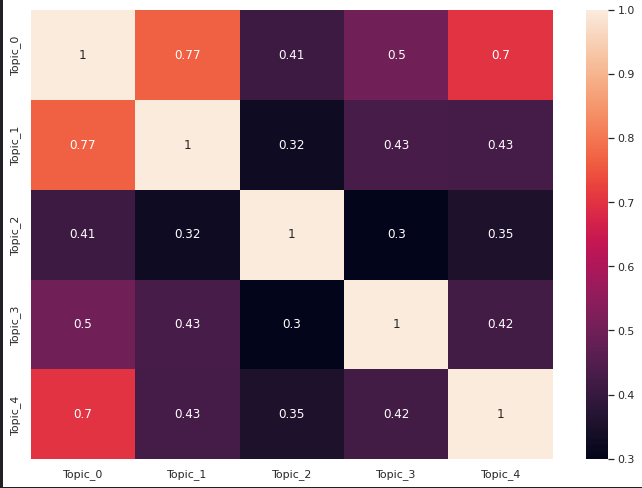 1.0
Topic_0 1 0.77 0.41 0.5 0.7
0.9
Topic_1 0.77 1 0.32 0.43 0.43
0.8
0.7
Topic_2 0.41 0.32 1 0.3 0.35
0.6
Topic_3 0.5 0.43 0.3 1 0.42
0.5
0.4
Topic_4 0.7 0.43 0.35 0.42 1
0.3
Topic_0 Topic_1 Topic_2 Topic_3 Topic_4